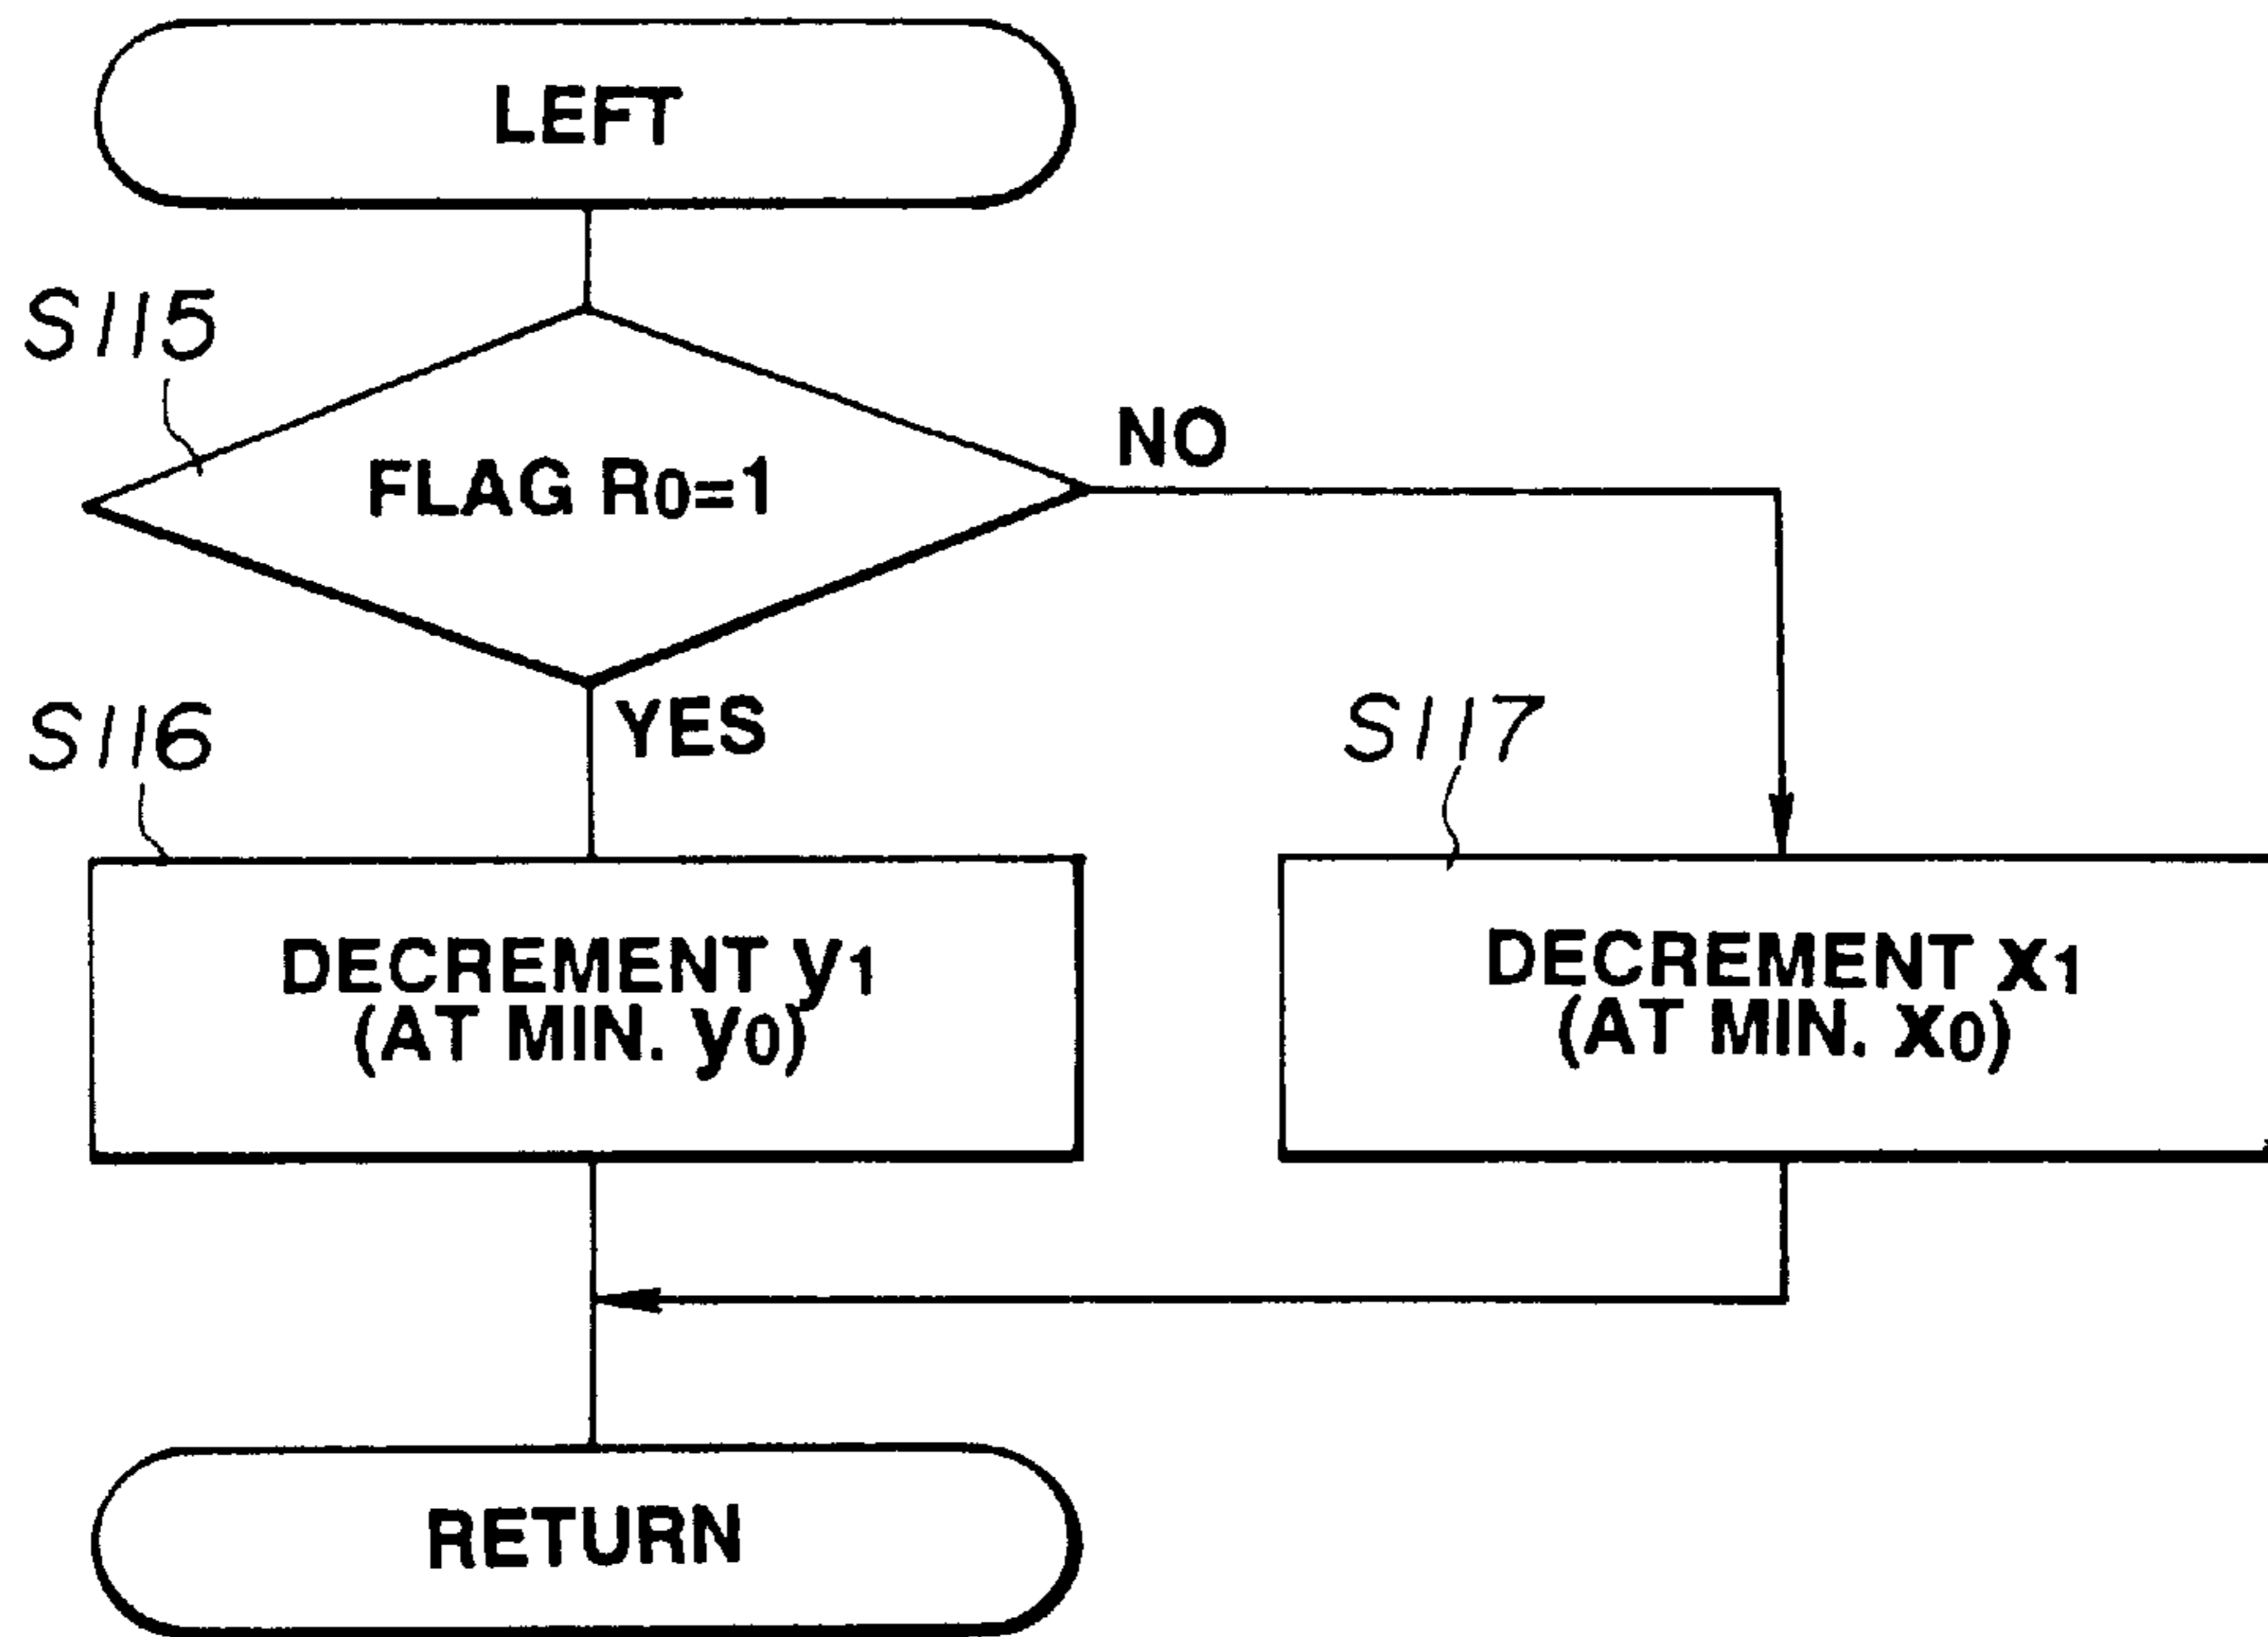 LEFT
S115
FLAG R0=1
NO
YES
S116
S117
DECREMENT y1
(AT MIN. y0)
DECREMENT x1
(AT MIN. x0)
RETURN